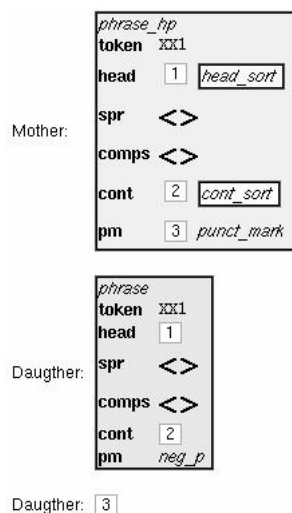 phrase_hp
token xx1
head 1 head_sort
spr <>
Mother:
comps <>
cont 2 cont_sort
pm 3 punct_mark
phrase
token xx1
head 1
spr <>
Daugther:
comps <>
cont 2
pm neg_p
Daugther: 3